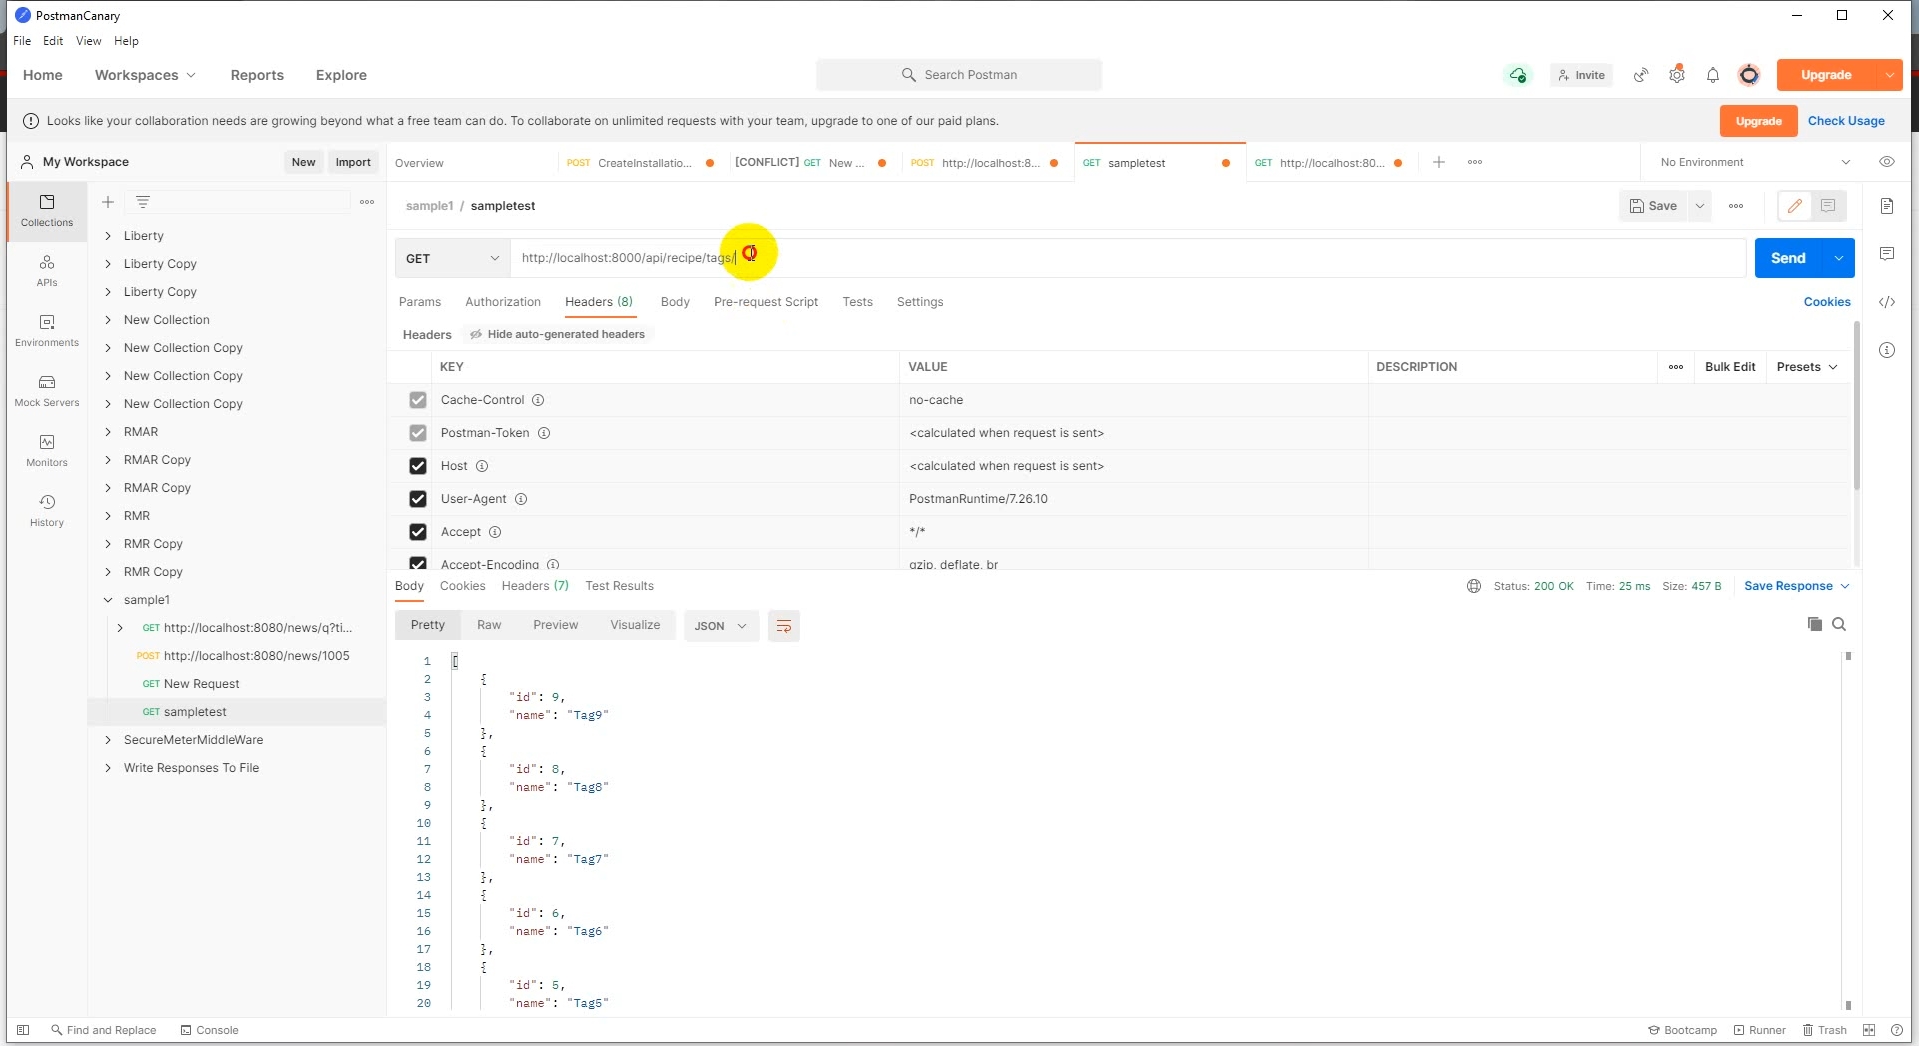 PostmanCanary
File Edit View Help
Home Workspaces Reports Explore Search Postman Invite Upgrade
Looks like your collaboration needs are growing beyond what a free team can do. To collaborate on unlimited requests with your team, upgrade to one of our paid plans. Upgrade Check Usage
My Workspace New Import Overview POST CreateInstallatio... [CONFLICT] GET New ... POST http://localhost:8... GET sampletest GET http://localhost:80... No Environment
Collections
APIs
Environments
Mock Servers
Monitors
History
Liberty
Liberty Copy
Liberty Copy
New Collection
New Collection Copy
New Collection Copy
New Collection Copy
RMAR
RMAR Copy
RMAR Copy
RMR
RMR Copy
RMR Copy
sample1
GET http://localhost:8080/news/q?ti...
POST http://localhost:8080/news/1005
GET New Request
GET sampletest
SecureMeterMiddleWare
Write Responses To File
sample1 / sampletest Save
GET http://localhost:8000/api/recipe/tags/ Send
Params Authorization Headers (8) Body Pre-request Script Tests Settings Cookies
Headers Hide auto-generated headers
KEY VALUE DESCRIPTION Bulk Edit Presets
Cache-Control no-cache
Postman-Token <calculated when request is sent>
Host <calculated when request is sent>
User-Agent PostmanRuntime/7.26.10
Accept */*
Accept-Encoding gzip, deflate, br
Body Cookies Headers (7) Test Results Status: 200 OK Time: 25 ms Size: 457 B Save Response
Pretty Raw Preview Visualize JSON
1 [
2 {
3 "id": 9,
4 "name": "Tag9"
5 },
6 {
7 "id": 8,
8 "name": "Tag8"
9 },
10 {
11 "id": 7,
12 "name": "Tag7"
13 },
14 {
15 "id": 6,
16 "name": "Tag6"
17 },
18 {
19 "id": 5,
20 "name": "Tag5"
Find and Replace Console Bootcamp Runner Trash